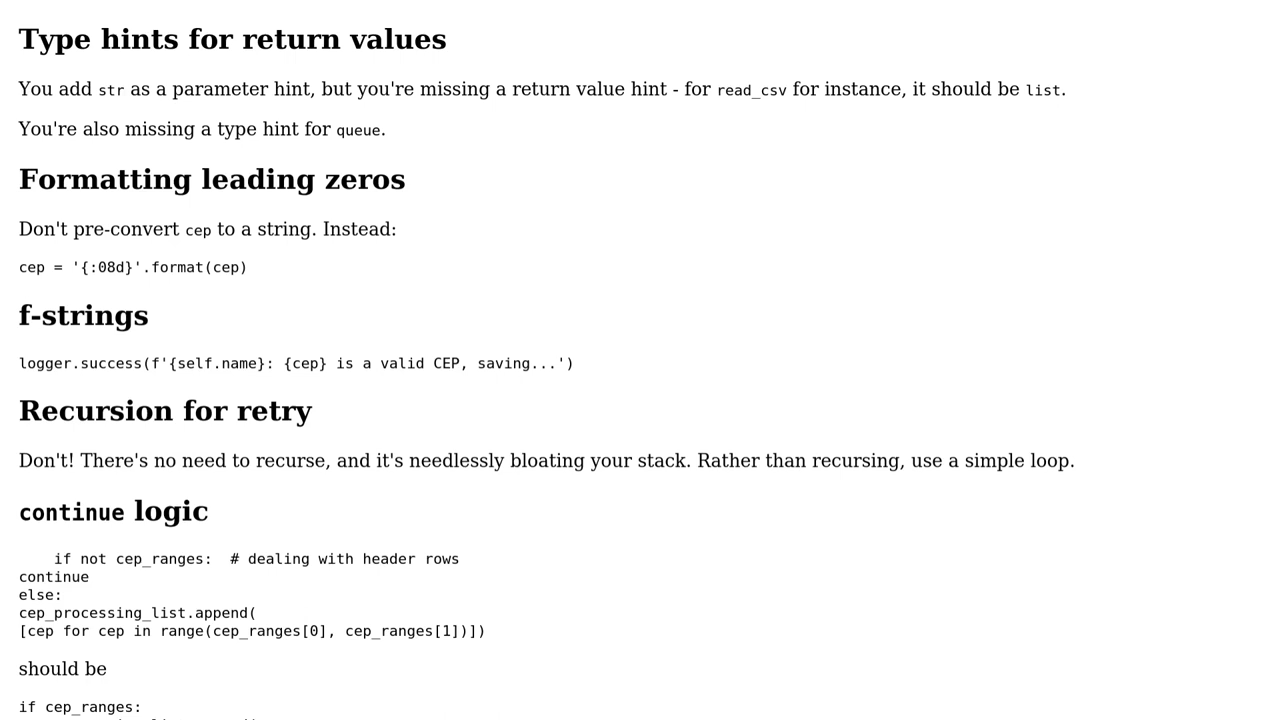 Type hints for return values
You add str as a parameter hint, but you're missing a return value hint - for read_csv for instance, it should be list.
You're also missing a type hint for queue.
Formatting leading zeros
Don't pre-convert cep to a string. Instead:
cep = '{:08d}'.format(cep)
f-strings
logger.success(f'{self.name}: {cep} is a valid CEP, saving...')
Recursion for retry
Don't! There's no need to recurse, and it's needlessly bloating your stack. Rather than recursing, use a simple loop.
continue logic
    if not cep_ranges:  # dealing with header rows
continue
else:
cep_processing_list.append(
[cep for cep in range(cep_ranges[0], cep_ranges[1])])
should be
if cep_ranges: